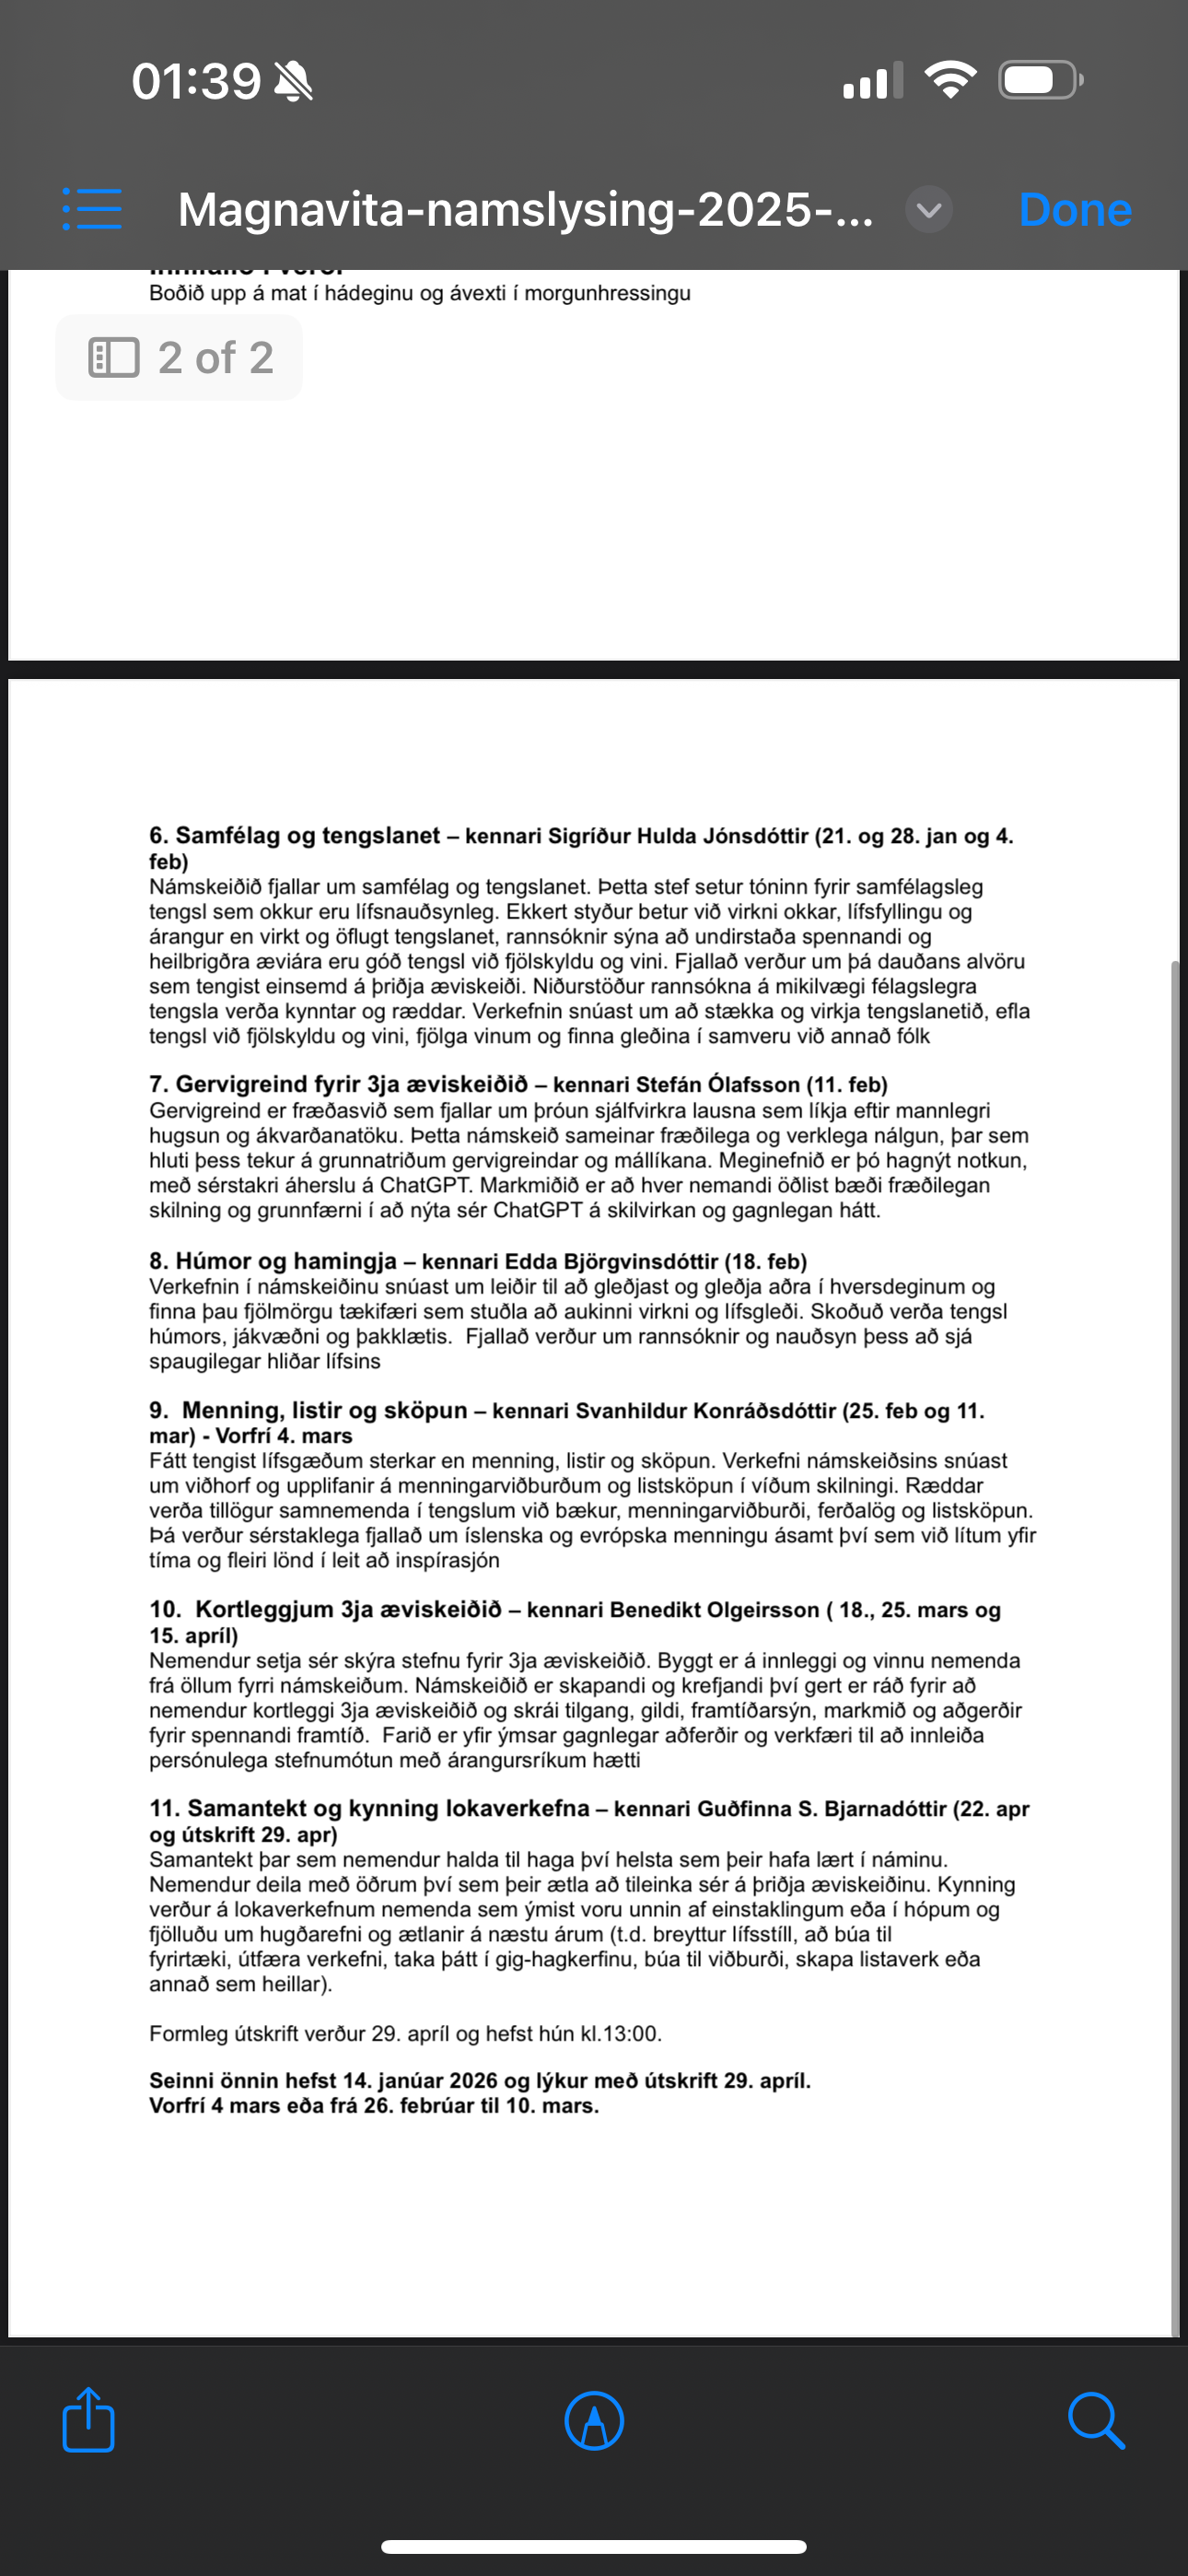 01:39
Magnavita-namslysing-2025-...
Done
Boðið upp á mat í hádeginu og ávexti í morgunhressingu
2 of 2
6. Samfélag og tengslanet – kennari Sigríður Hulda Jónsdóttir (21. og 28. jan og 4.
feb)
Námskeiðið fjallar um samfélag og tengslanet. Þetta stef setur tóninn fyrir samfélagsleg
tengsl sem okkur eru lífsnauðsynleg. Ekkert styður betur við virkni okkar, lífsfyllingu og
árangur en virkt og öflugt tengslanet, rannsóknir sýna að undirstaða spennandi og
heilbrigðra æviára eru góð tengsl við fjölskyldu og vini. Fjallað verður um þá dauðans alvöru
sem tengist einsemd á þriðja æviskeiði. Niðurstöður rannsókna á mikilvægi félagslegra
tengsla verða kynntar og ræddar. Verkefnin snúast um að stækka og virkja tengslanetið, efla
tengsl við fjölskyldu og vini, fjölga vinum og finna gleðina í samveru við annað fólk
7. Gervigreind fyrir 3ja æviskeiðið – kennari Stefán Ólafsson (11. feb)
Gervigreind er fræðasvið sem fjallar um þróun sjálfvirkra lausna sem líkja eftir mannlegri
hugsun og ákvarðanatöku. Þetta námskeið sameinar fræðilega og verklega nálgun, þar sem
hluti þess tekur á grunnatriðum gervigreindar og mállíkana. Meginefnið er þó hagnýt notkun,
með sérstakri áherslu á ChatGPT. Markmiðið er að hver nemandi öðlist bæði fræðilegan
skilning og grunnfærni í að nýta sér ChatGPT á skilvirkan og gagnlegan hátt.
8. Húmor og hamingja – kennari Edda Björgvinsdóttir (18. feb)
Verkefnin í námskeiðinu snúast um leiðir til að gleðjast og gleðja aðra í hversdeginum og
finna þau fjölmörgu tækifæri sem stuðla að aukinni virkni og lífsgleði. Skoðuð verða tengsl
húmors, jákvæðni og þakklætis.  Fjallað verður um rannsóknir og nauðsyn þess að sjá
spaugilegar hliðar lífsins
9.  Menning, listir og sköpun – kennari Svanhildur Konráðsdóttir (25. feb og 11.
mar) - Vorfrí 4. mars
Fátt tengist lífsgæðum sterkar en menning, listir og sköpun. Verkefni námskeiðsins snúast
um viðhorf og upplifanir á menningarviðburðum og listsköpun í víðum skilningi. Ræddar
verða tillögur samnemenda í tengslum við bækur, menningarviðburði, ferðalög og listsköpun.
Þá verður sérstaklega fjallað um íslenska og evrópska menningu ásamt því sem við lítum yfir
tíma og fleiri lönd í leit að inspírasjón
10.  Kortleggjum 3ja æviskeiðið – kennari Benedikt Olgeirsson ( 18., 25. mars og
15. apríl)
Nemendur setja sér skýra stefnu fyrir 3ja æviskeiðið. Byggt er á innleggi og vinnu nemenda
frá öllum fyrri námskeiðum. Námskeiðið er skapandi og krefjandi því gert er ráð fyrir að
nemendur kortleggi 3ja æviskeiðið og skrái tilgang, gildi, framtíðarsýn, markmið og aðgerðir
fyrir spennandi framtíð.  Farið er yfir ýmsar gagnlegar aðferðir og verkfæri til að innleiða
persónulega stefnumótun með árangursríkum hætti
11. Samantekt og kynning lokaverkefna – kennari Guðfinna S. Bjarnadóttir (22. apr
og útskrift 29. apr)
Samantekt þar sem nemendur halda til haga því helsta sem þeir hafa lært í náminu.
Nemendur deila með öðrum því sem þeir ætla að tileinka sér á þriðja æviskeiðinu. Kynning
verður á lokaverkefnum nemenda sem ýmist voru unnin af einstaklingum eða í hópum og
fjölluðu um hugðarefni og ætlanir á næstu árum (t.d. breyttur lífsstíll, að búa til
fyrirtæki, útfæra verkefni, taka þátt í gig-hagkerfinu, búa til viðburði, skapa listaverk eða
annað sem heillar).
Formleg útskrift verður 29. apríl og hefst hún kl.13:00.
Seinni önnin hefst 14. janúar 2026 og lýkur með útskrift 29. apríl.
Vorfrí 4 mars eða frá 26. febrúar til 10. mars.